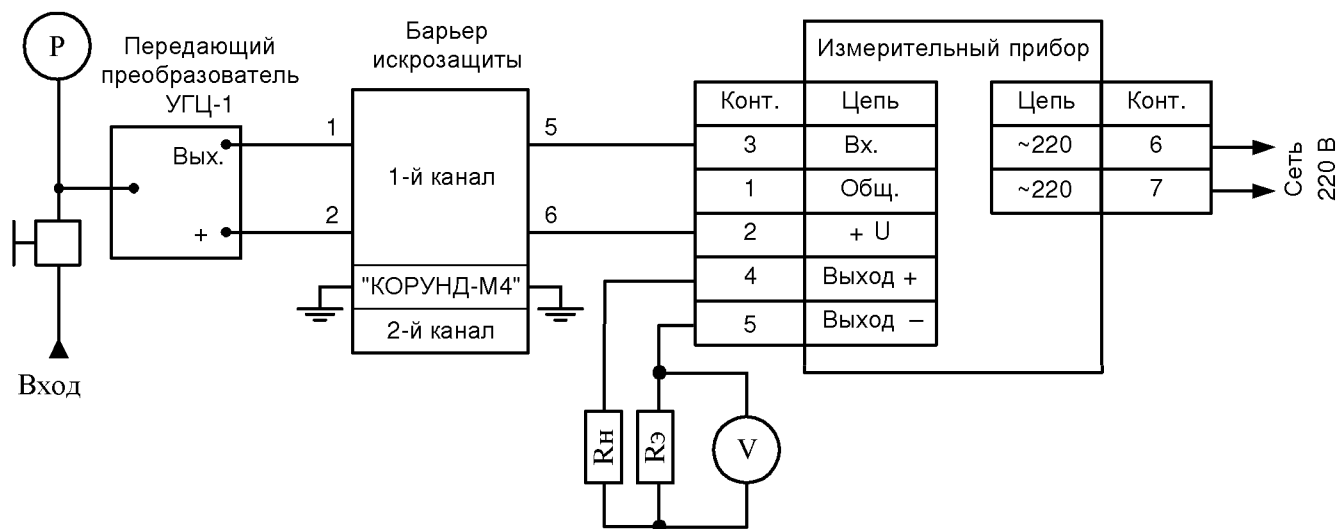 P
Передающий
преобразователь
УГЦ-1
Барьер
искрозащиты
Измерительный прибор
Вых.
+
1
2
1-й канал
"КОРУНД-М4"
2-й канал
5
6
Конт. Цепь
3 Вх.
1 Общ.
2 + U
4 Выход +
5 Выход –
Цепь Конт.
~220 6
~220 7
Сеть
220 В
Вход
Rн
Rэ
V